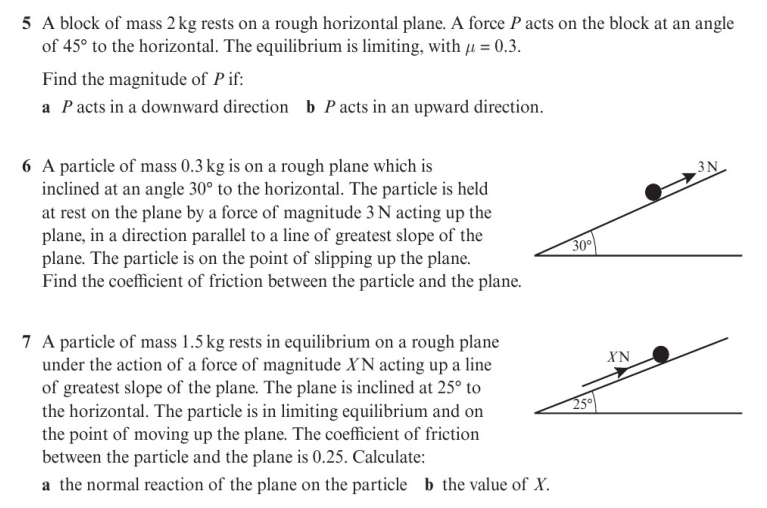 5 A block of mass 2 kg rests on a rough horizontal plane. A force P acts on the block at an angle
of 45° to the horizontal. The equilibrium is limiting, with μ = 0.3.
Find the magnitude of P if:
a P acts in a downward direction b P acts in an upward direction.
6 A particle of mass 0.3 kg is on a rough plane which is
inclined at an angle 30° to the horizontal. The particle is held
at rest on the plane by a force of magnitude 3 N acting up the
plane, in a direction parallel to a line of greatest slope of the
plane. The particle is on the point of slipping up the plane.
Find the coefficient of friction between the particle and the plane.
3 N
30°
7 A particle of mass 1.5 kg rests in equilibrium on a rough plane
under the action of a force of magnitude X N acting up a line
of greatest slope of the plane. The plane is inclined at 25° to
the horizontal. The particle is in limiting equilibrium and on
the point of moving up the plane. The coefficient of friction
between the particle and the plane is 0.25. Calculate:
a the normal reaction of the plane on the particle b the value of X.
X N
25°